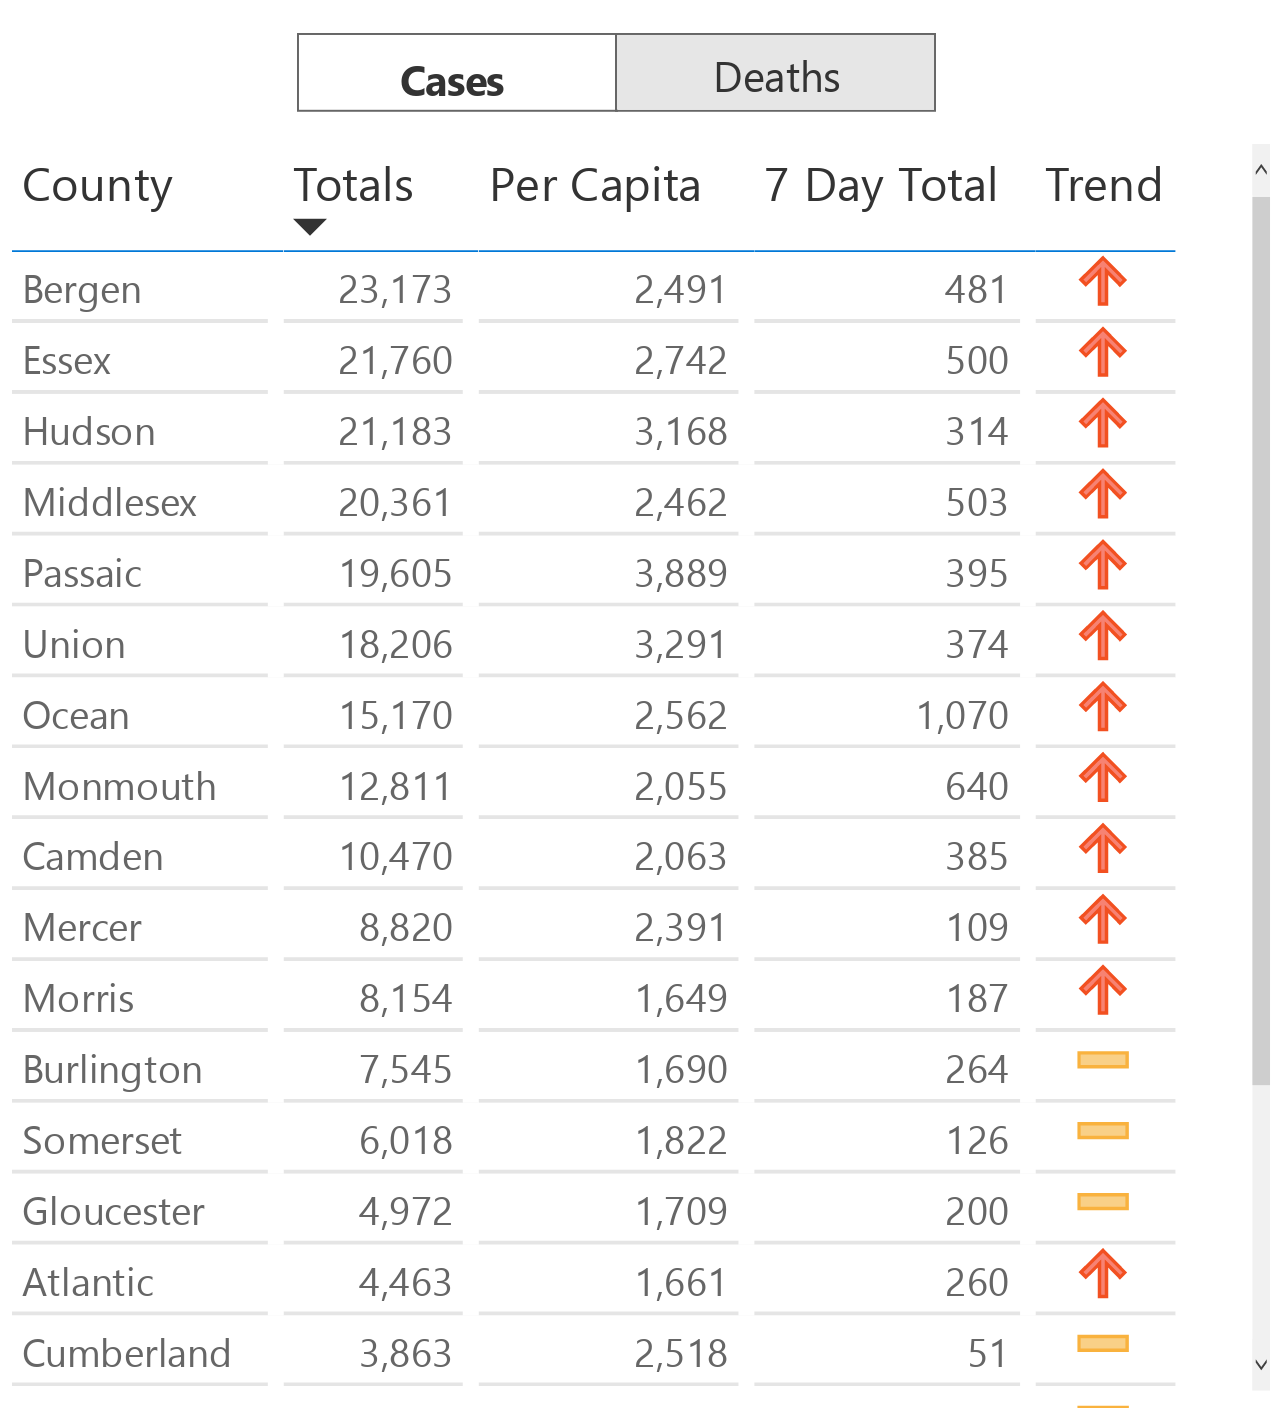 Cases Deaths
County Totals Per Capita 7 Day Total Trend
Bergen 23,173 2,491 481
Essex 21,760 2,742 500
Hudson 21,183 3,168 314
Middlesex 20,361 2,462 503
Passaic 19,605 3,889 395
Union 18,206 3,291 374
Ocean 15,170 2,562 1,070
Monmouth 12,811 2,055 640
Camden 10,470 2,063 385
Mercer 8,820 2,391 109
Morris 8,154 1,649 187
Burlington 7,545 1,690 264
Somerset 6,018 1,822 126
Gloucester 4,972 1,709 200
Atlantic 4,463 1,661 260
Cumberland 3,863 2,518 51